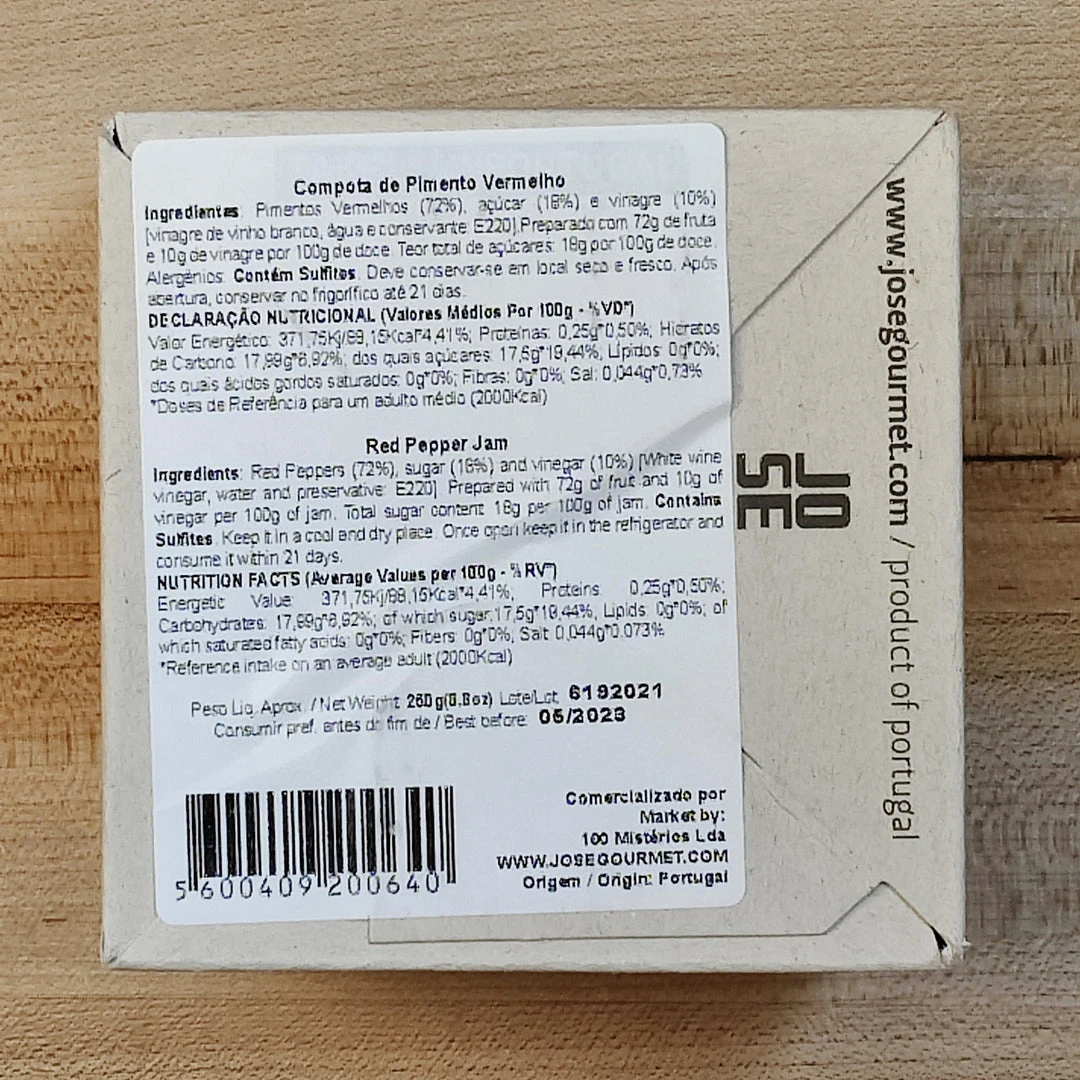 Compota de Pimento Vermelho
Ingredientes: Pimentos Vermelhos (72%), açúcar (18%) e vinagre (10%)
[vinagre de vinho branco, água e conservante: E220]. Preparado com 72g de fruta
e 10g de vinagre por 100g de doce. Teor total de açúcares: 18g por 100g de doce.
Alergénios: Contém Sulfitos. Deve conservar-se em local seco e fresco. Após
abertura, conservar no frigorífico até 21 dias.
DECLARAÇÃO NUTRICIONAL (Valores Médios Por 100g - %VD*)
Valor Energético: 371,75Kj/89,15Kcal*4,41%; Proteínas: 0,25g*0,50%; Hidratos
de Carbono: 17,99g*6,92%; dos quais açúcares: 17,5g*19,44%, Lípidos: 0g*0%;
dos quais ácidos gordos saturados: 0g*0%; Fibras: 0g*0%; Sal: 0,044g*0,73%
*Doses de Referência para um adulto médio (2000Kcal)
Red Pepper Jam
Ingredients: Red Peppers (72%), sugar (18%) and vinegar (10%) [White wine
vinegar, water and preservative: E220]. Prepared with 72g of fruit and 10g of
vinegar per 100g of jam. Total sugar content: 18g per 100g of jam. Contains
Sulfites. Keep it in a cool and dry place. Once open keep it in the refrigerator and
consume it within 21 days.
NUTRITION FACTS (Average Values per 100g - % RV*)
Energetic Value: 371,75Kj/89,15Kcal*4,41%; Proteins: 0,25g*0,50%;
Carbohydrates: 17,99g*6,92%; of which sugar: 17,5g*19,44%, Lipids: 0g*0%; of
which saturated fatty acids: 0g*0%; Fibers: 0g*0%; Salt: 0,044g*0.073%
*Reference intake on an average adult (2000Kcal)
Peso Liq. Aprox. / Net Weight: Lote/Lot: 6192021
Consumir pref. antes do fim de / Best before: 06/2023
5 600409 200640
Comercializado por
Market by:
100 Mistérios Lda
WWW.JOSEGOURMET.COM
Origem / Origin: Portugal
JO
SE
www.josegourmet.com / product of portugal